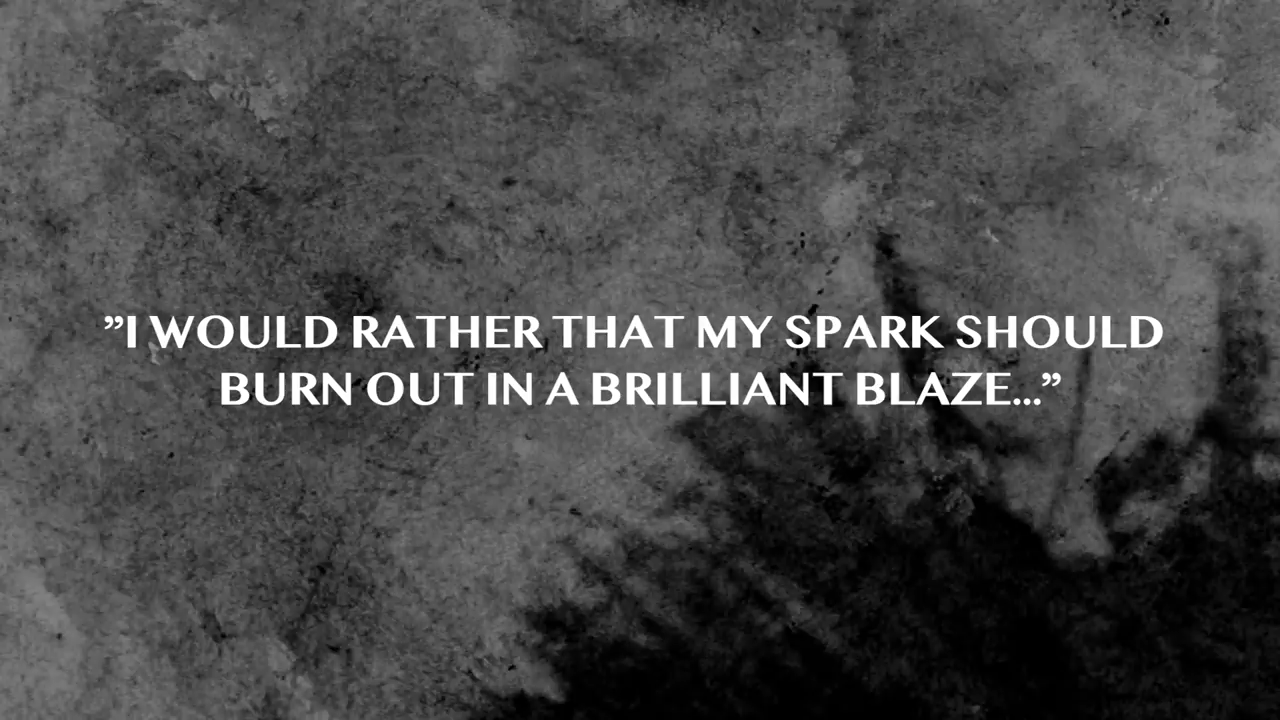 ”I WOULD RATHER THAT MY SPARK SHOULD
BURN OUT IN A BRILLIANT BLAZE...”